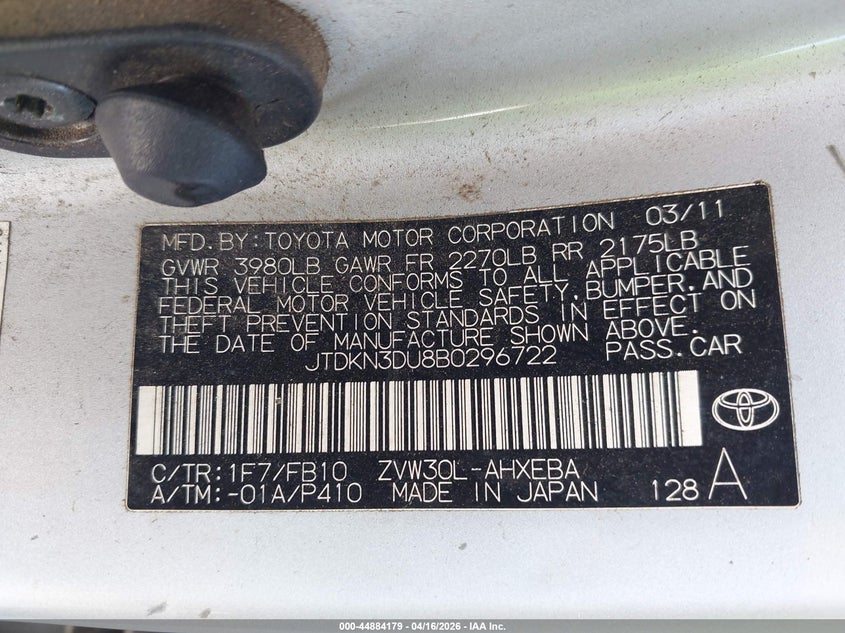 MFD. BY: TOYOTA MOTOR CORPORATION 03/11
GVWR 3980LB GAWR FR 2270LB RR 2175LB
THIS VEHICLE CONFORMS TO ALL APPLICABLE
FEDERAL MOTOR VEHICLE SAFETY, BUMPER, AND
THEFT PREVENTION STANDARDS IN EFFECT ON
THE DATE OF MANUFACTURE SHOWN ABOVE.
JTDKN3DU8B0296722 PASS. CAR
C/TR: 1F7/FB10 ZVW30L-AHXEBA
A/TM: -01A/P410 MADE IN JAPAN 128 A
000-44884179 - 04/16/2026 - IAA Inc.